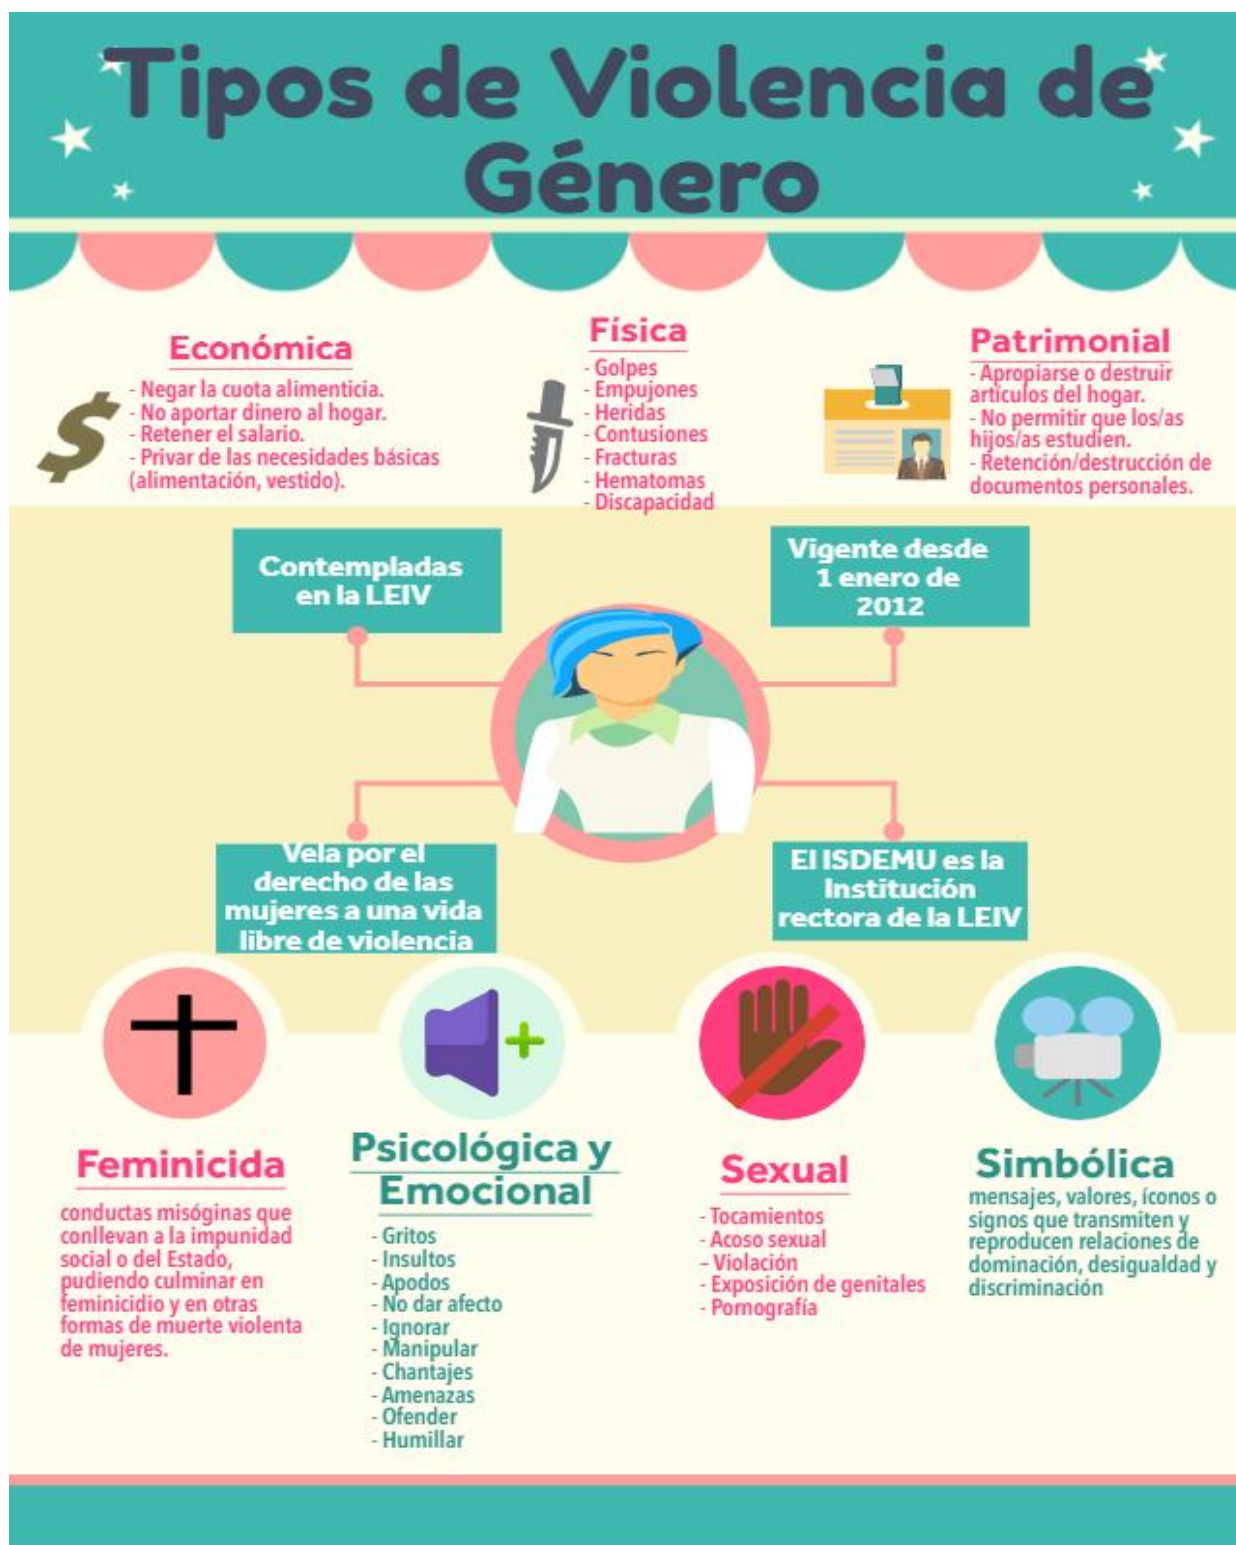 Tipos de Violencia de
Género
Económica
- Negar la cuota alimenticia.
- No aportar dinero al hogar.
- Retener el salario.
- Privar de las necesidades básicas
(alimentación, vestido).
Física
- Golpes
- Empujones
- Heridas
- Contusiones
- Fracturas
- Hematomas
- Discapacidad
Patrimonial
- Apropiarse o destruir
artículos del hogar.
- No permitir que los/as
hijos/as estudien.
- Retención/destrucción de
documentos personales.
Contempladas
en la LEIV
Vigente desde
1 enero de
2012
Vela por el
derecho de las
mujeres a una vida
libre de violencia
El ISDEMU es la
Institución
rectora de la LEIV
Feminicida
conductas misóginas que
conllevan a la impunidad
social o del Estado,
pudiendo culminar en
feminicidio y en otras
formas de muerte violenta
de mujeres.
Psicológica y
Emocional
- Gritos
- Insultos
- Apodos
- No dar afecto
- Ignorar
- Manipular
- Chantajes
- Amenazas
- Ofender
- Humillar
Sexual
- Tocamientos
- Acoso sexual
- Violación
- Exposición de genitales
- Pornografía
Simbólica
mensajes, valores, íconos o
signos que transmiten y
reproducen relaciones de
dominación, desigualdad y
discriminación